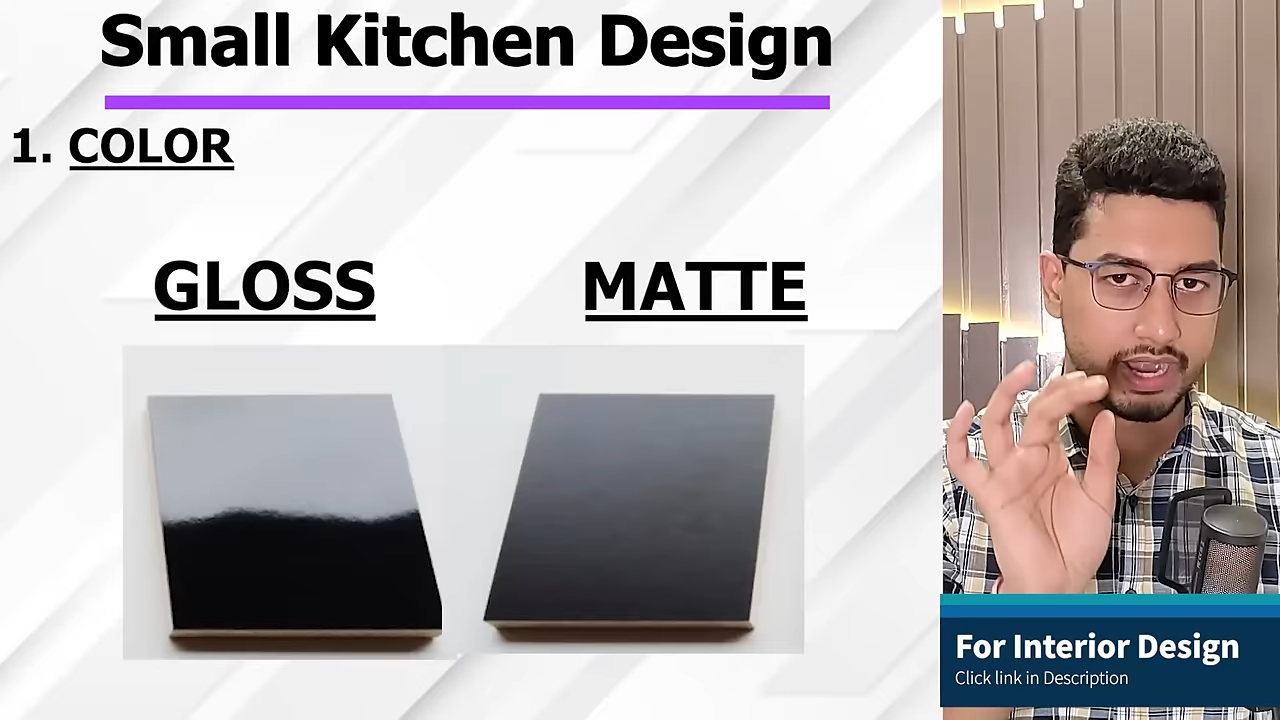 Small Kitchen Design
1. COLOR
GLOSS
MATTE
For Interior Design
Click link in Description